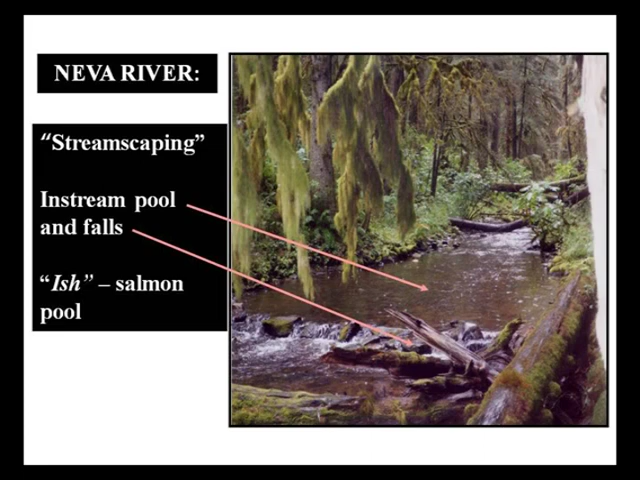 NEVA RIVER:
“Streamscaping”
Instream pool
and falls
“Ish” – salmon
pool